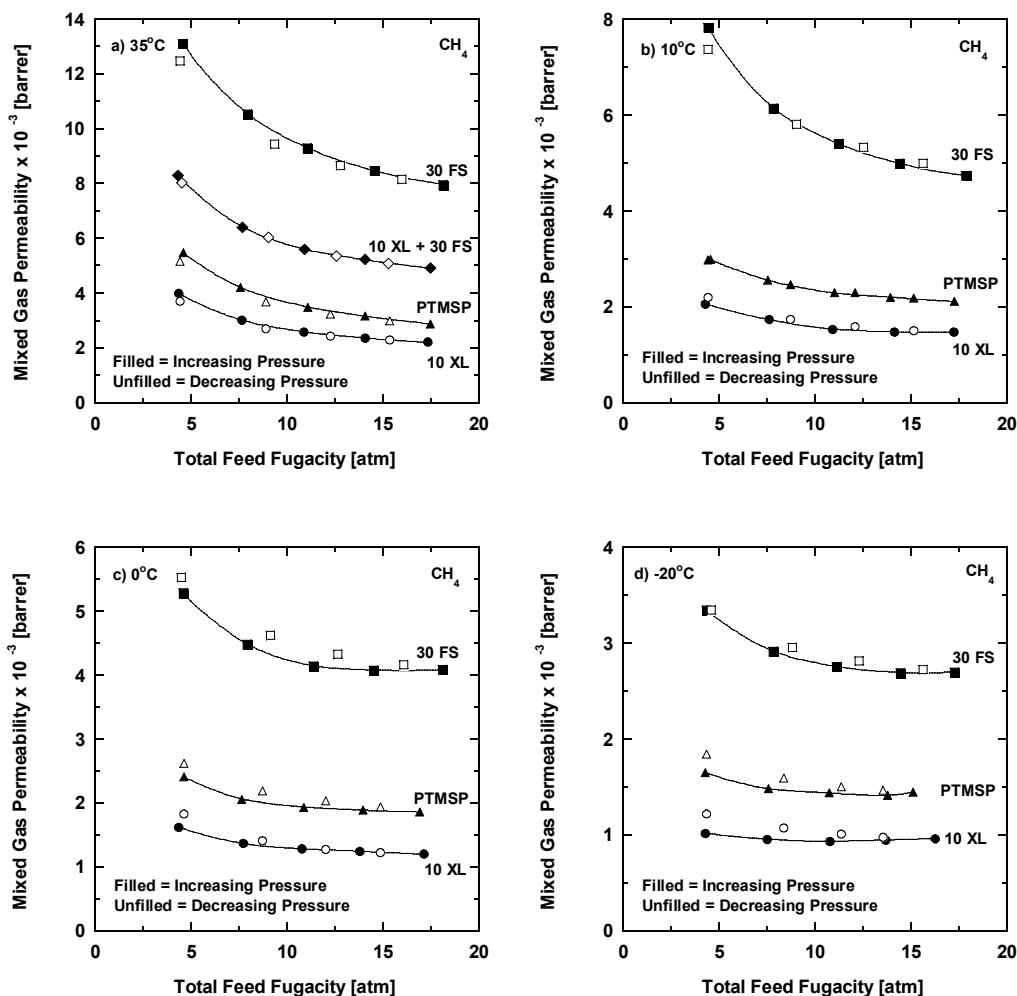 Mixed Gas Permeability x 10 -3 [barrer]
14
12
10
8
6
4
2
0
a) 35oC
CH4
30 FS
10 XL + 30 FS
PTMSP
10 XL
Filled = Increasing Pressure
Unfilled = Decreasing Pressure
0 5 10 15 20
Total Feed Fugacity [atm]
Mixed Gas Permeability x 10 -3 [barrer]
8
6
4
2
0
b) 10oC
CH4
30 FS
PTMSP
10 XL
Filled = Increasing Pressure
Unfilled = Decreasing Pressure
0 5 10 15 20
Total Feed Fugacity [atm]
Mixed Gas Permeability x 10 -3 [barrer]
6
5
4
3
2
1
0
c) 0oC
CH4
30 FS
PTMSP
10 XL
Filled = Increasing Pressure
Unfilled = Decreasing Pressure
0 5 10 15 20
Total Feed Fugacity [atm]
Mixed Gas Permeability x 10 -3 [barrer]
4
3
2
1
0
d) -20oC
CH4
30 FS
PTMSP
10 XL
Filled = Increasing Pressure
Unfilled = Decreasing Pressure
0 5 10 15 20
Total Feed Fugacity [atm]